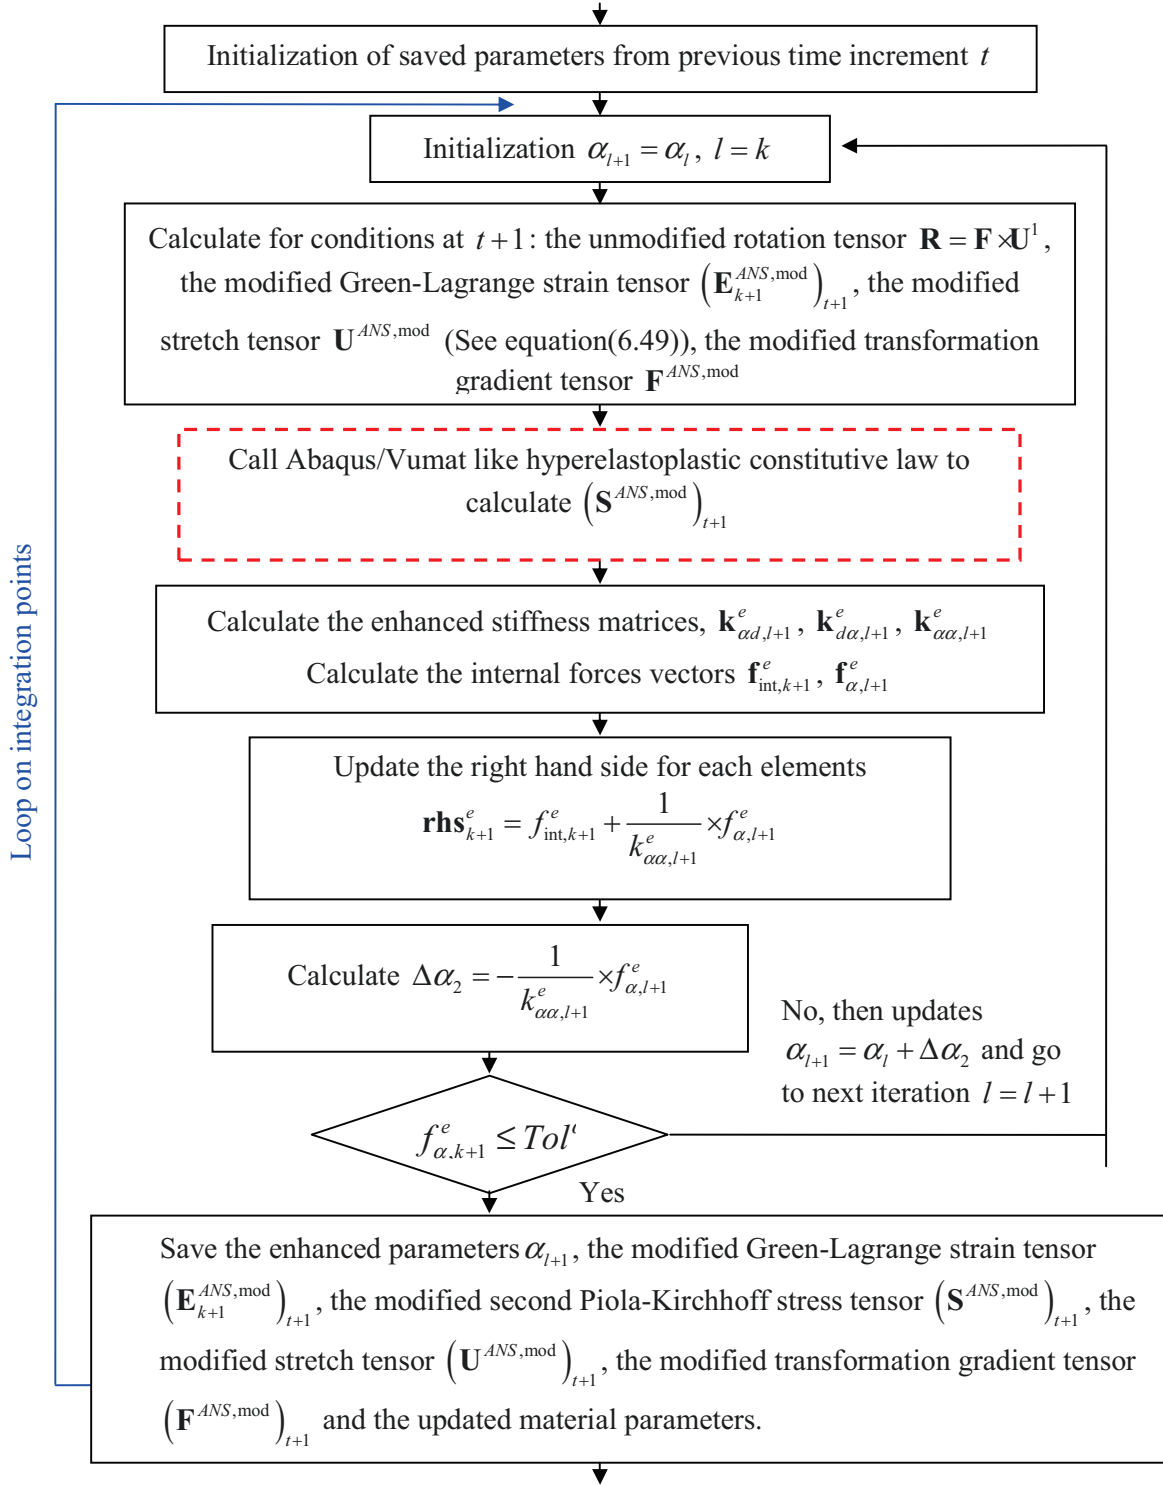 Initialization of saved parameters from previous time increment t
Initialization α_{l+1} = α_l, l = k
Calculate for conditions at t+1: the unmodified rotation tensor R = F×U^1,
the modified Green-Lagrange strain tensor (E_{k+1}^{ANS,mod})_{t+1}, the modified
stretch tensor U^{ANS,mod} (See equation(6.49)), the modified transformation
gradient tensor F^{ANS,mod}
Call Abaqus/Vumat like hyperelastoplastic constitutive law to
calculate (S^{ANS,mod})_{t+1}
Calculate the enhanced stiffness matrices, k^e_{αd,l+1}, k^e_{dα,l+1}, k^e_{αα,l+1}
Calculate the internal forces vectors f^e_{int,k+1}, f^e_{α,l+1}
Update the right hand side for each elements
rhs^e_{k+1} = f^e_{int,k+1} + 1/k^e_{αα,l+1} × f^e_{α,l+1}
Calculate Δα_2 = −1/k^e_{αα,l+1} × f^e_{α,l+1}
No, then updates
α_{l+1} = α_l + Δα_2 and go
to next iteration l = l+1
f^e_{α,k+1} ≤ Tol
Yes
Save the enhanced parameters α_{l+1}, the modified Green-Lagrange strain tensor
(E_{k+1}^{ANS,mod})_{t+1}, the modified second Piola-Kirchhoff stress tensor (S^{ANS,mod})_{t+1}, the
modified stretch tensor (U^{ANS,mod})_{t+1}, the modified transformation gradient tensor
(F^{ANS,mod})_{t+1} and the updated material parameters.
Loop on integration points